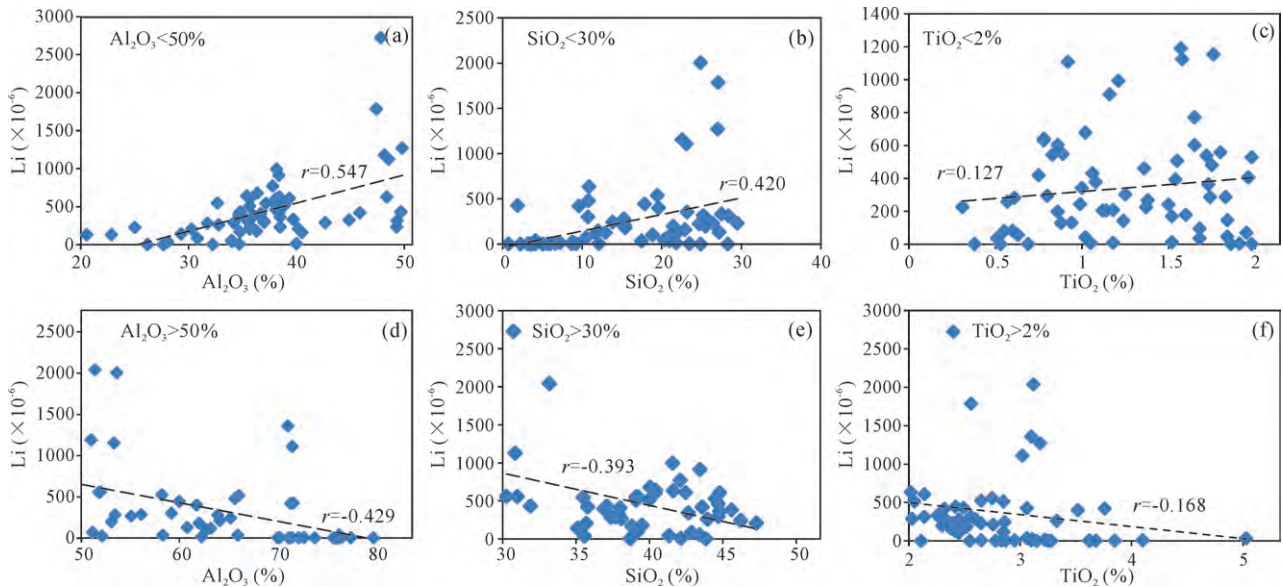 3000
2500
2000
1500
1000
500
0
Li (×10⁻⁶)
Al₂O₃<50%
(a)
r=0.547
20 30 40 50
Al₂O₃ (%)
2500
2000
1500
1000
500
0
Li (×10⁻⁶)
SiO₂<30%
(b)
r=0.420
0 10 20 30 40
SiO₂ (%)
1400
1200
1000
800
600
400
200
0
Li (×10⁻⁶)
TiO₂<2%
(c)
r=0.127
0 0.5 1 1.5 2
TiO₂ (%)
2500
2000
1500
1000
500
0
Li (×10⁻⁶)
Al₂O₃>50%
(d)
r=-0.429
50 60 70 80
Al₂O₃ (%)
3000
2500
2000
1500
1000
500
0
Li (×10⁻⁶)
SiO₂>30%
(e)
r=-0.393
30 35 40 45 50
SiO₂ (%)
3000
2500
2000
1500
1000
500
0
Li (×10⁻⁶)
TiO₂>2%
(f)
r=-0.168
2 3 4 5
TiO₂ (%)